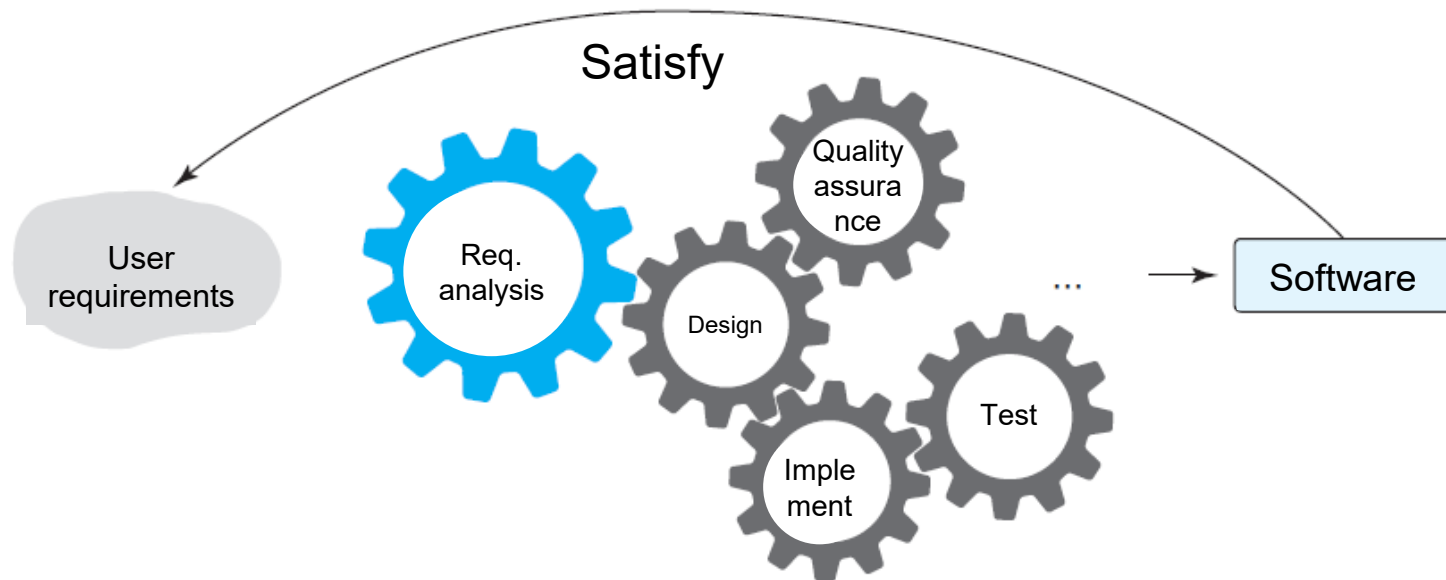 Satisfy
Quality
assura
nce
User
requirements
Req.
analysis
Design
...
Software
Imple
ment
Test